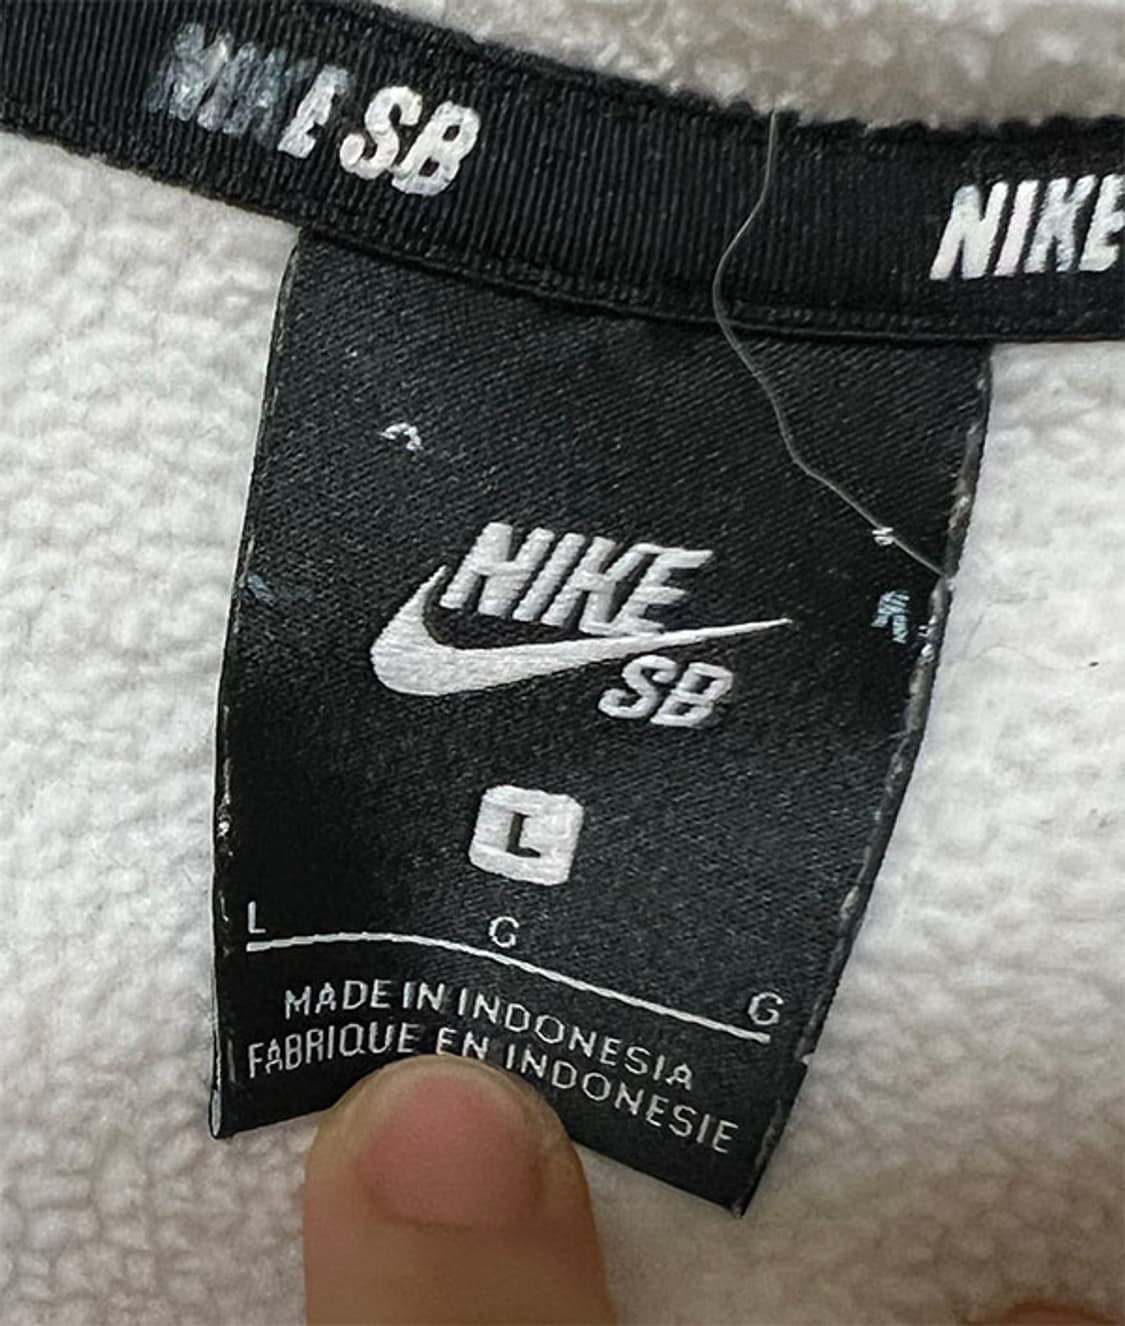 NIKE SB
NIKE
NIKE
SB
L
L G G
MADE IN INDONESIA
FABRIQUE EN INDONESIE